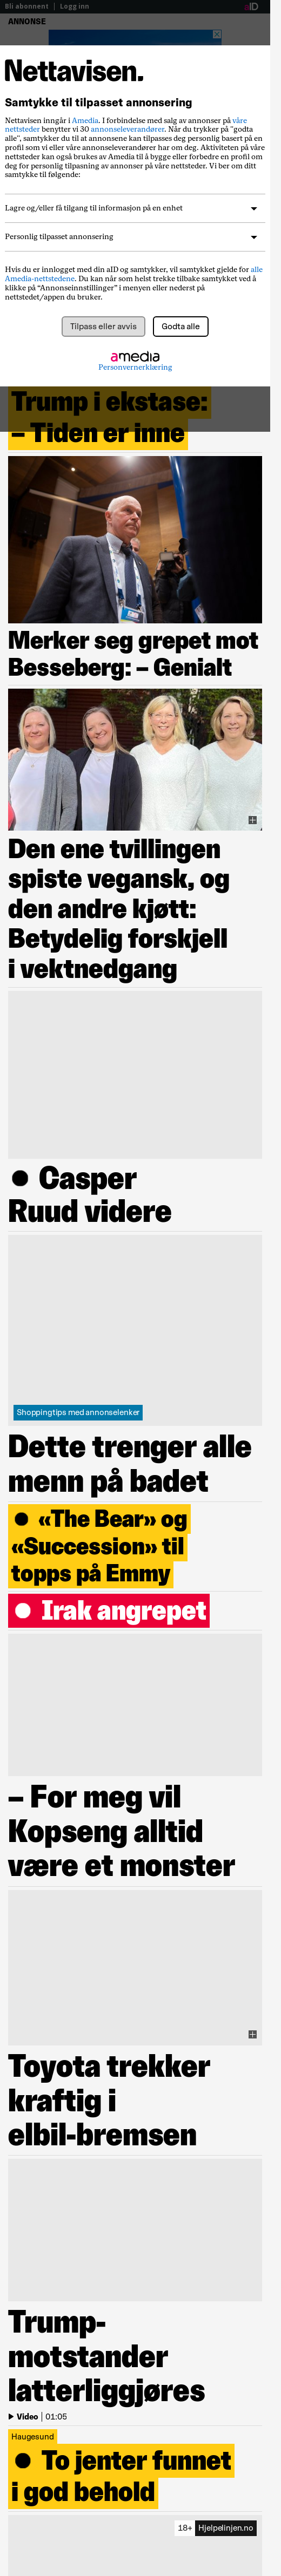 Bli abonnent | Logg inn
aID
ANNONSE
Nettavisen.
Samtykke til tilpasset annonsering
Nettavisen inngår i Amedia. I forbindelse med salg av annonser på våre
nettsteder benytter vi 30 annonseleverandører. Når du trykker på "godta
alle", samtykker du til at annonsene kan tilpasses deg personlig basert på en
profil som vi eller våre annonseleverandører har om deg. Aktivitetene på våre
nettsteder kan også brukes av Amedia til å bygge eller forbedre en profil om
deg for personlig tilpasning av annonser på våre nettsteder. Vi ber om ditt
samtykke til følgende:
Lagre og/eller få tilgang til informasjon på en enhet
Personlig tilpasset annonsering
Hvis du er innlogget med din aID og samtykker, vil samtykket gjelde for alle
Amedia-nettstedene. Du kan når som helst trekke tilbake samtykket ved å
klikke på “Annonseinnstillinger” i menyen eller nederst på
nettstedet/appen du bruker.
Tilpass eller avvis
Godta alle
amedia
Personvernerklæring
Trump i ekstase:
– Tiden er inne
Merker seg grepet mot
Besseberg: – Genialt
Den ene tvillingen
spiste vegansk, og
den andre kjøtt:
Betydelig forskjell
i vektnedgang
● Casper
Ruud videre
Shoppingtips med annonselenker
Dette trenger alle
menn på badet
● «The Bear» og
«Succession» til
topps på Emmy
● Irak angrepet
– For meg vil
Kopseng alltid
være et monster
Toyota trekker
kraftig i
elbil-bremsen
Trump-
motstander
latterliggjøres
Video | 01:05
Haugesund
● To jenter funnet
i god behold
18+ Hjelpelinjen.no